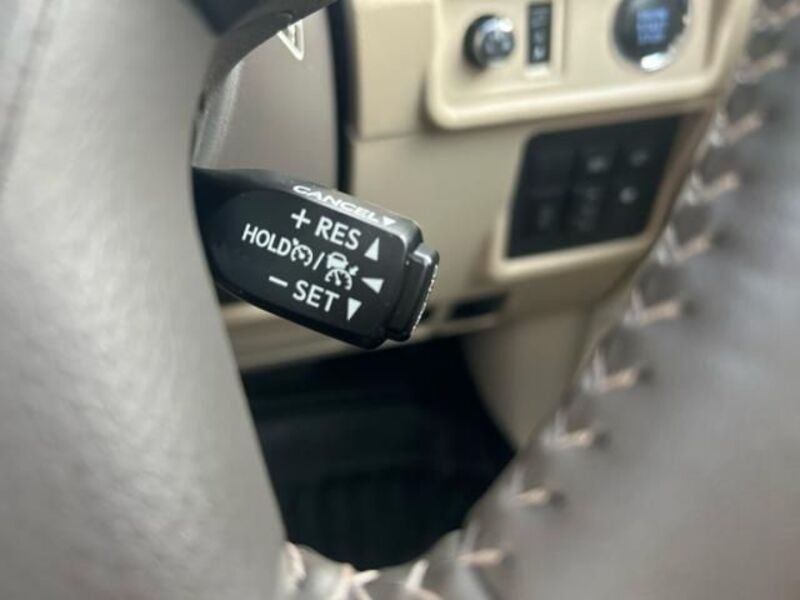 CANCEL
+ RES
HOLD /
− SET